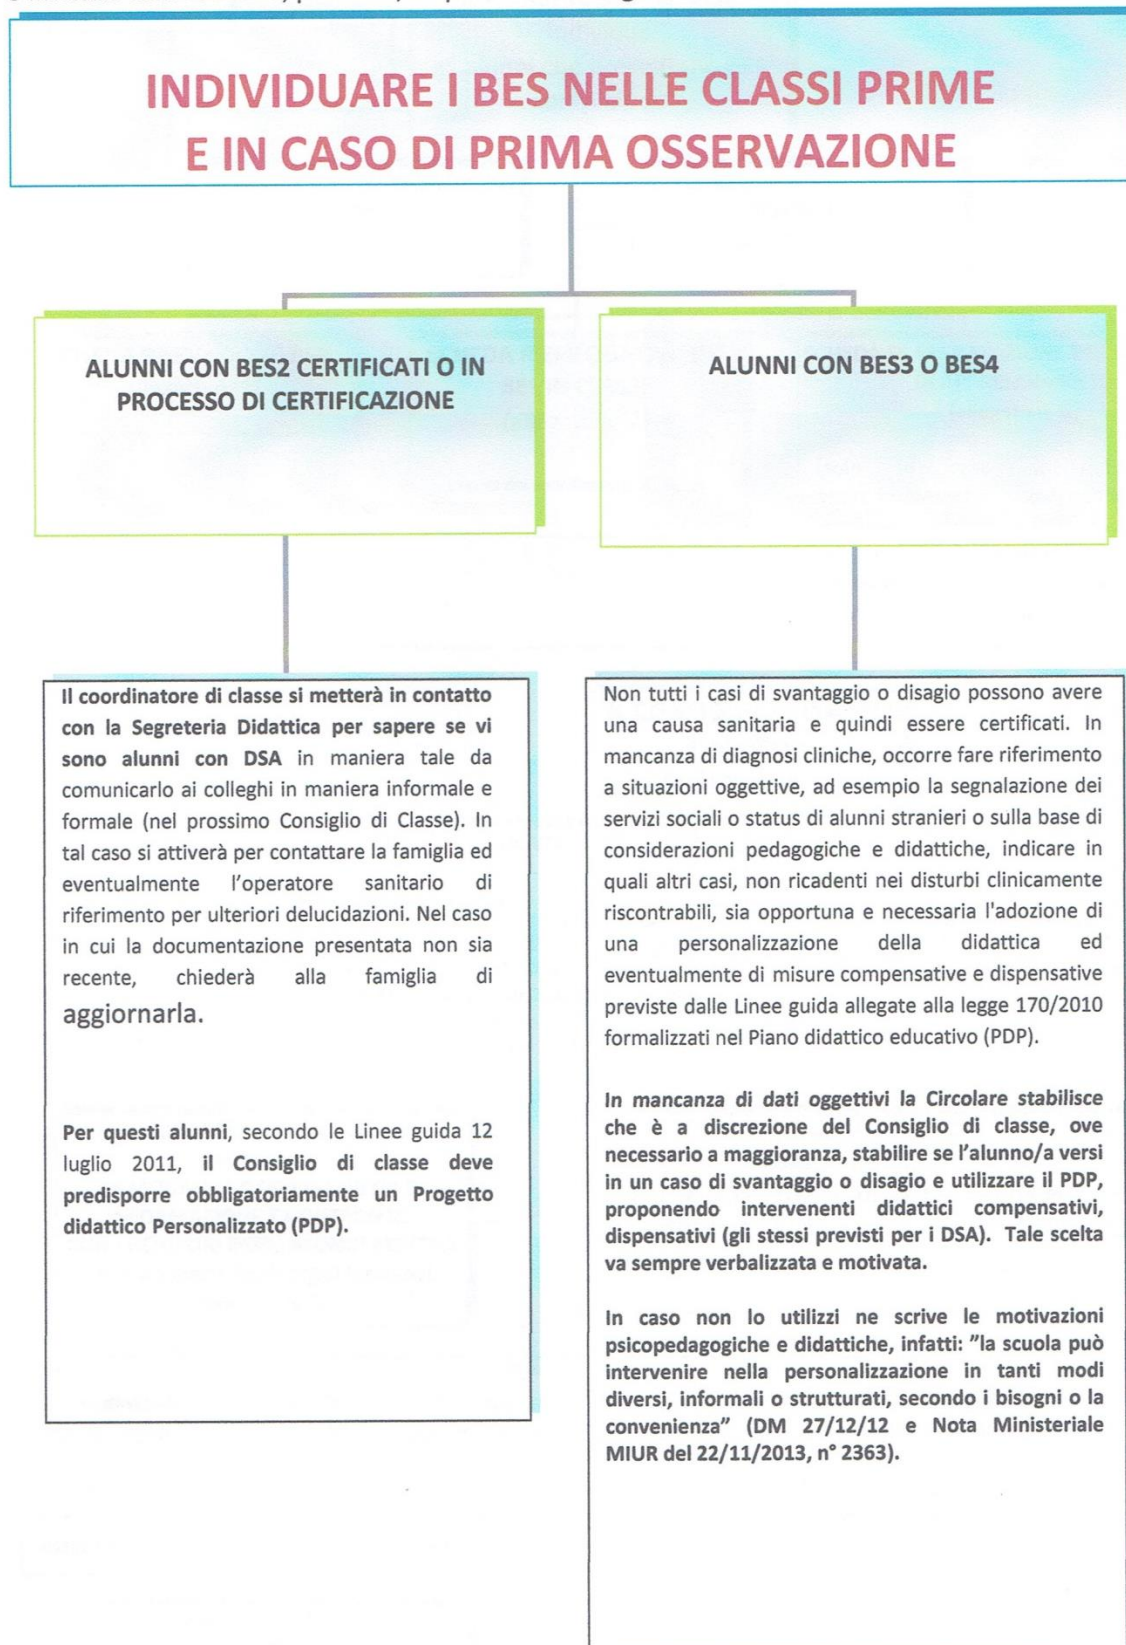 INDIVIDUARE I BES NELLE CLASSI PRIME
E IN CASO DI PRIMA OSSERVAZIONE
ALUNNI CON BES2 CERTIFICATI O IN
PROCESSO DI CERTIFICAZIONE
ALUNNI CON BES3 O BES4
Il coordinatore di classe si metterà in contatto
con la Segreteria Didattica per sapere se vi
sono alunni con DSA in maniera tale da
comunicarlo ai colleghi in maniera informale e
formale (nel prossimo Consiglio di Classe). In
tal caso si attiverà per contattare la famiglia ed
eventualmente l'operatore sanitario di
riferimento per ulteriori delucidazioni. Nel caso
in cui la documentazione presentata non sia
recente, chiederà alla famiglia di
aggiornarla.
Per questi alunni, secondo le Linee guida 12
luglio 2011, il Consiglio di classe deve
predisporre obbligatoriamente un Progetto
didattico Personalizzato (PDP).
Non tutti i casi di svantaggio o disagio possono avere
una causa sanitaria e quindi essere certificati. In
mancanza di diagnosi cliniche, occorre fare riferimento
a situazioni oggettive, ad esempio la segnalazione dei
servizi sociali o status di alunni stranieri o sulla base di
considerazioni pedagogiche e didattiche, indicare in
quali altri casi, non ricadenti nei disturbi clinicamente
riscontrabili, sia opportuna e necessaria l'adozione di
una personalizzazione della didattica ed
eventualmente di misure compensative e dispensative
previste dalle Linee guida allegate alla legge 170/2010
formalizzati nel Piano didattico educativo (PDP).
In mancanza di dati oggettivi la Circolare stabilisce
che è a discrezione del Consiglio di classe, ove
necessario a maggioranza, stabilire se l'alunno/a versi
in un caso di svantaggio o disagio e utilizzare il PDP,
proponendo intervenenti didattici compensativi,
dispensativi (gli stessi previsti per i DSA). Tale scelta
va sempre verbalizzata e motivata.
In caso non lo utilizzi ne scrive le motivazioni
psicopedagogiche e didattiche, infatti: "la scuola può
intervenire nella personalizzazione in tanti modi
diversi, informali o strutturati, secondo i bisogni o la
convenienza" (DM 27/12/12 e Nota Ministeriale
MIUR del 22/11/2013, n° 2363).